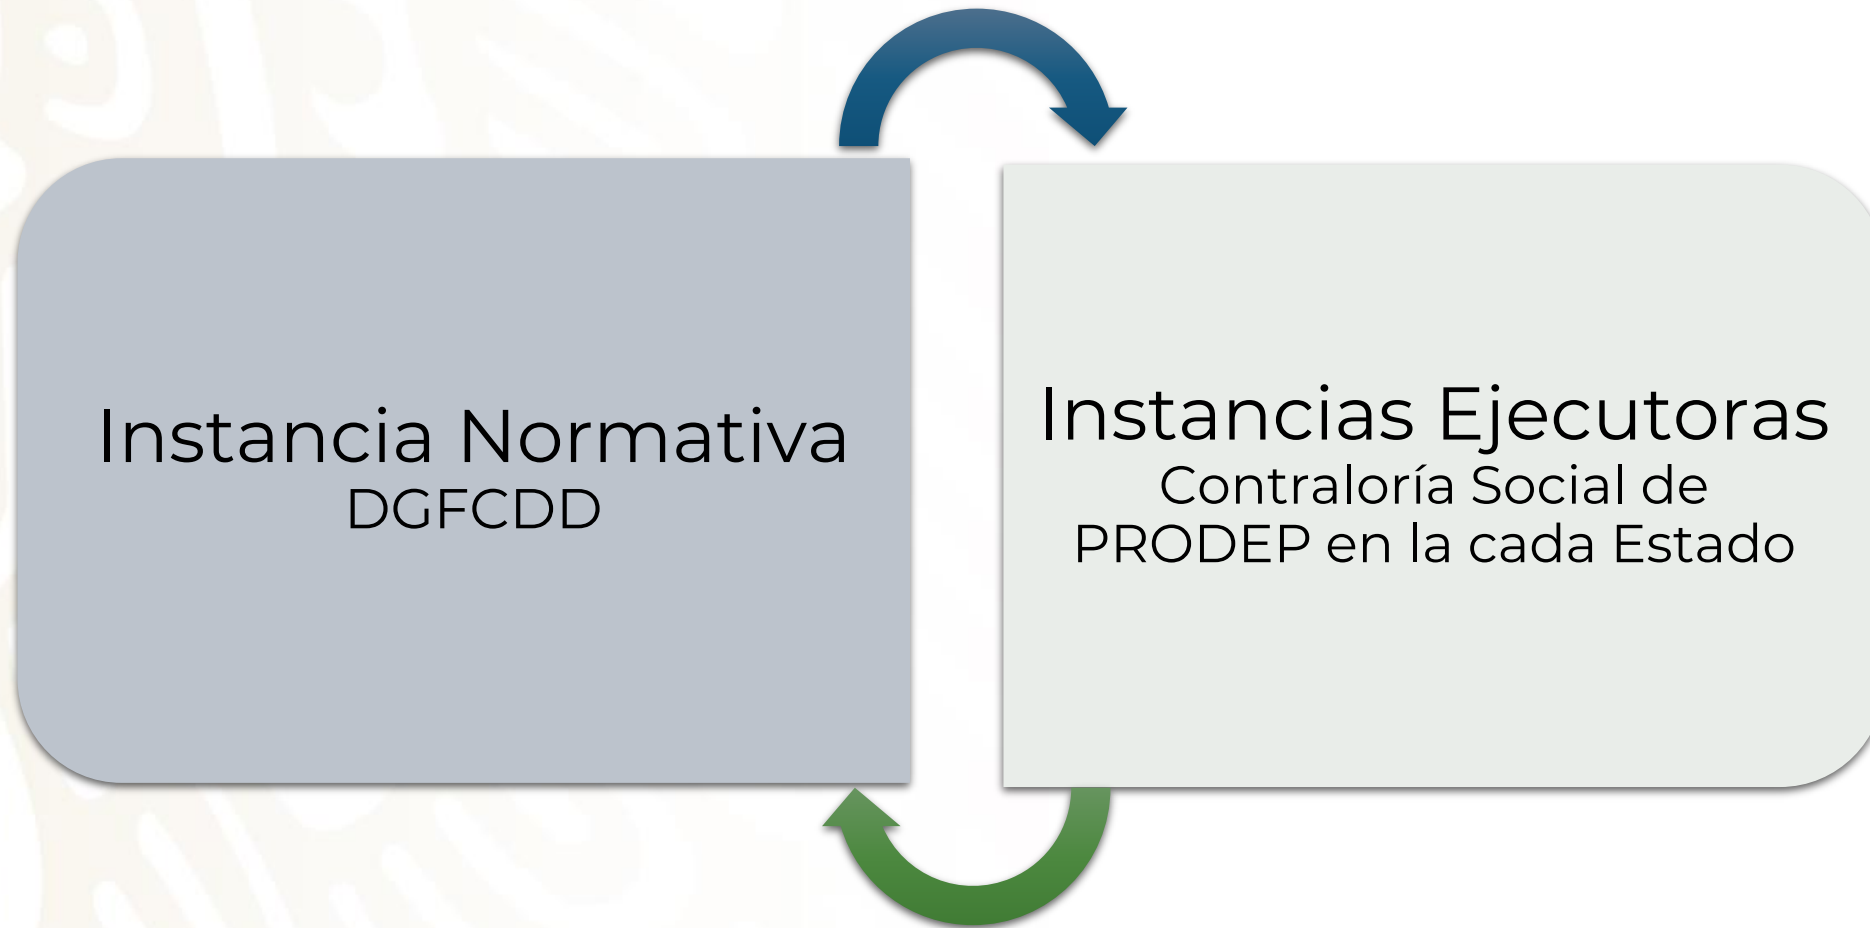 Instancia Normativa
DGFCDD
Instancias Ejecutoras
Contraloría Social de
PRODEP en la cada Estado